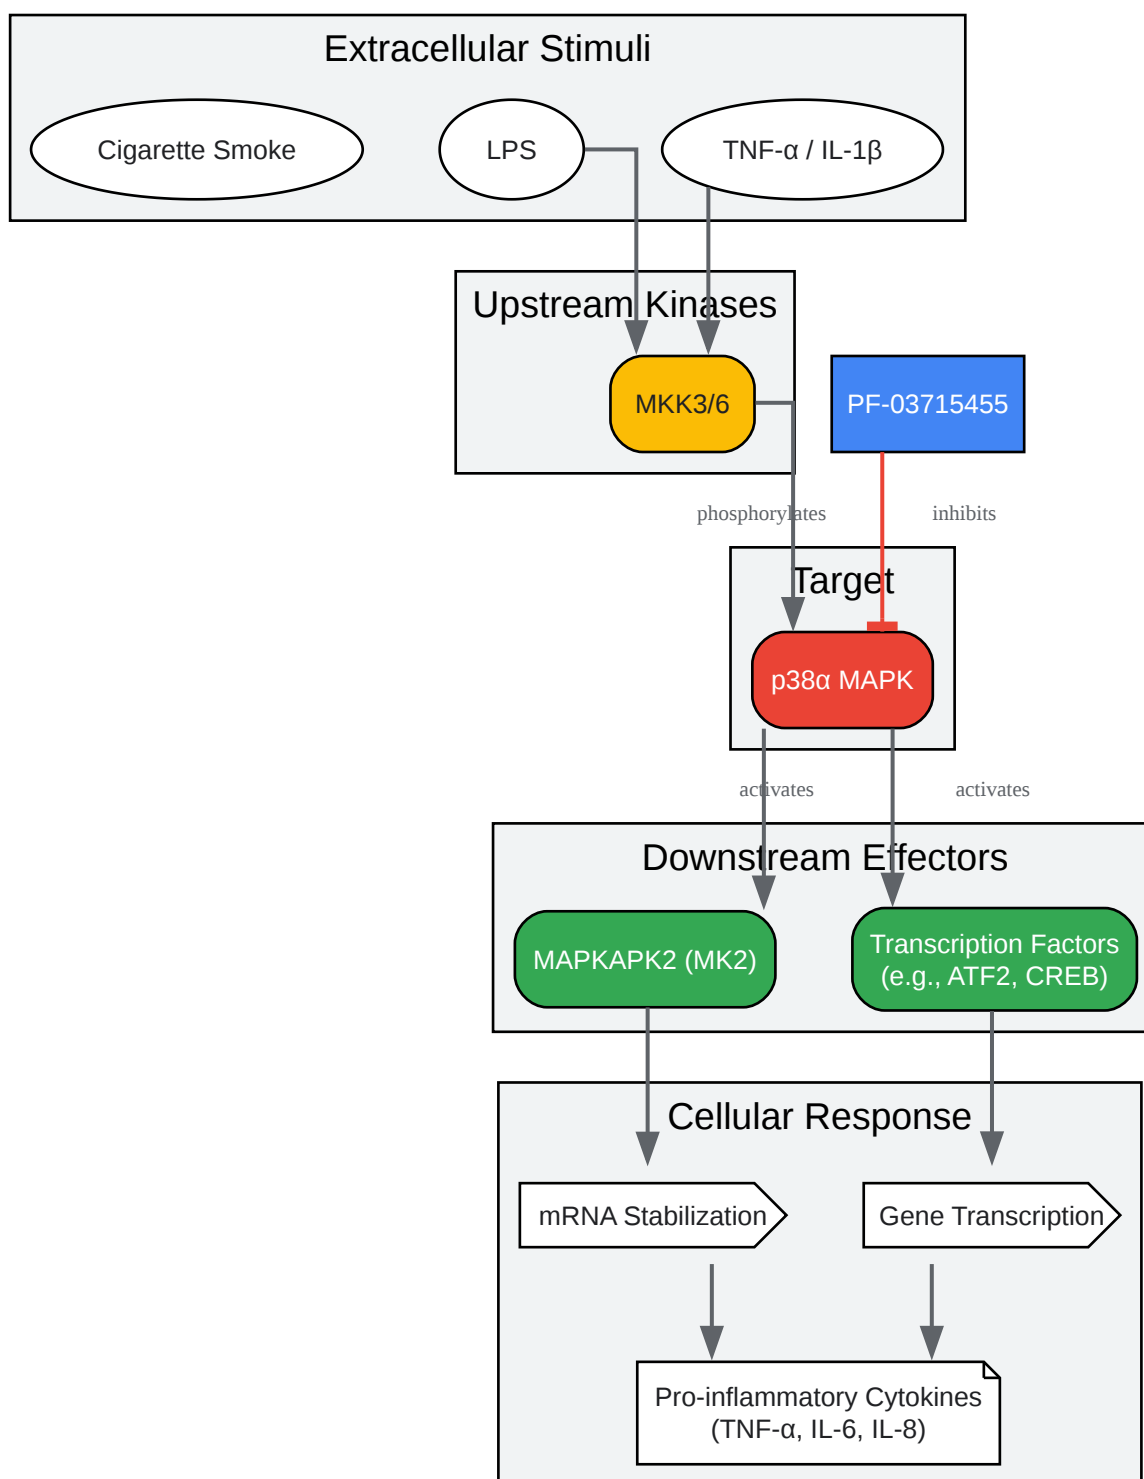 Extracellular Stimuli
Cigarette Smoke
LPS
TNF-α / IL-1β
Upstream Kinases
MKK3/6
PF-03715455
phosphorylates
inhibits
Target
p38α MAPK
activates
activates
Downstream Effectors
MAPKAPK2 (MK2)
Transcription Factors
(e.g., ATF2, CREB)
Cellular Response
mRNA Stabilization
Gene Transcription
Pro-inflammatory Cytokines
(TNF-α, IL-6, IL-8)